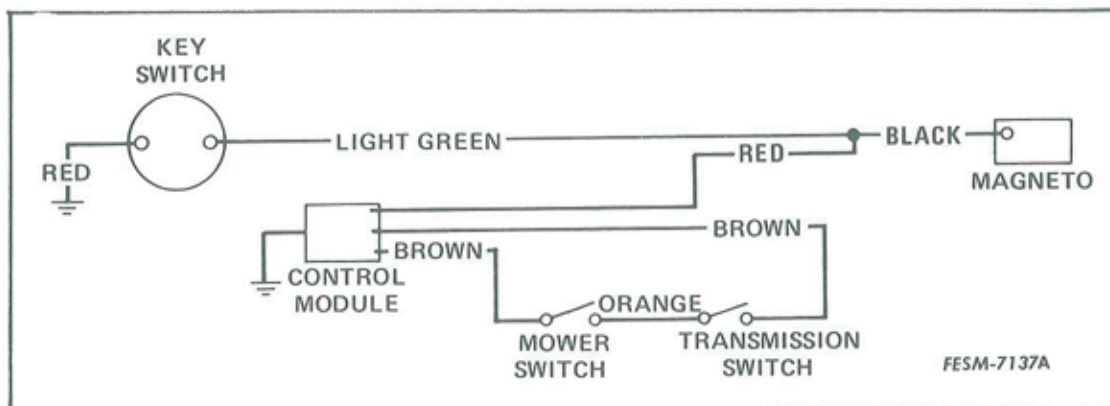 KEY
SWITCH
LIGHT GREEN
BLACK
RED
RED
MAGNETO
BROWN
BROWN
CONTROL
MODULE
ORANGE
MOWER
SWITCH
TRANSMISSION
SWITCH
FESM-7137A